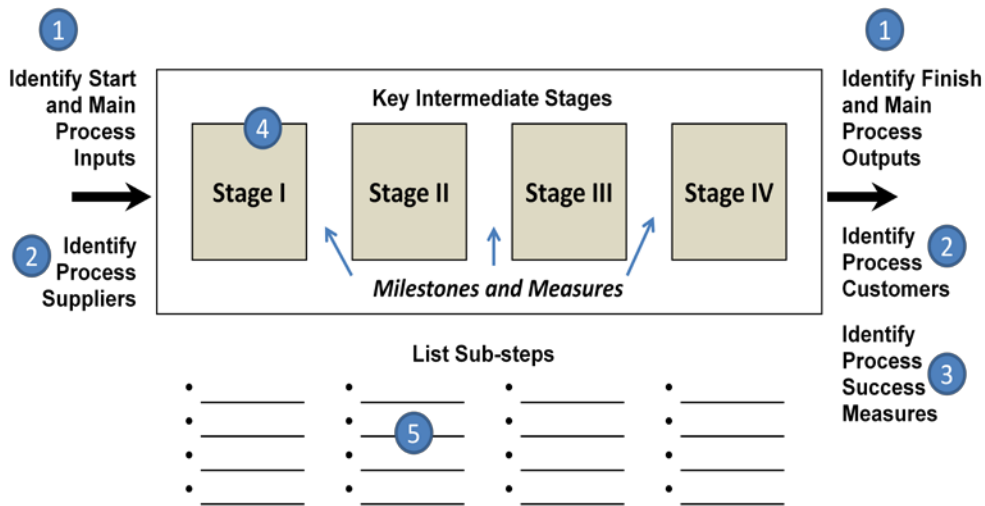 1
Identify Start
and Main
Process
Inputs
2
Identify
Process
Suppliers
Key Intermediate Stages
4
Stage I
Stage II
Stage III
Stage IV
Milestones and Measures
List Sub-steps
5
1
Identify Finish
and Main
Process
Outputs
Identify
Process
Customers
2
Identify
Process
Success
Measures
3